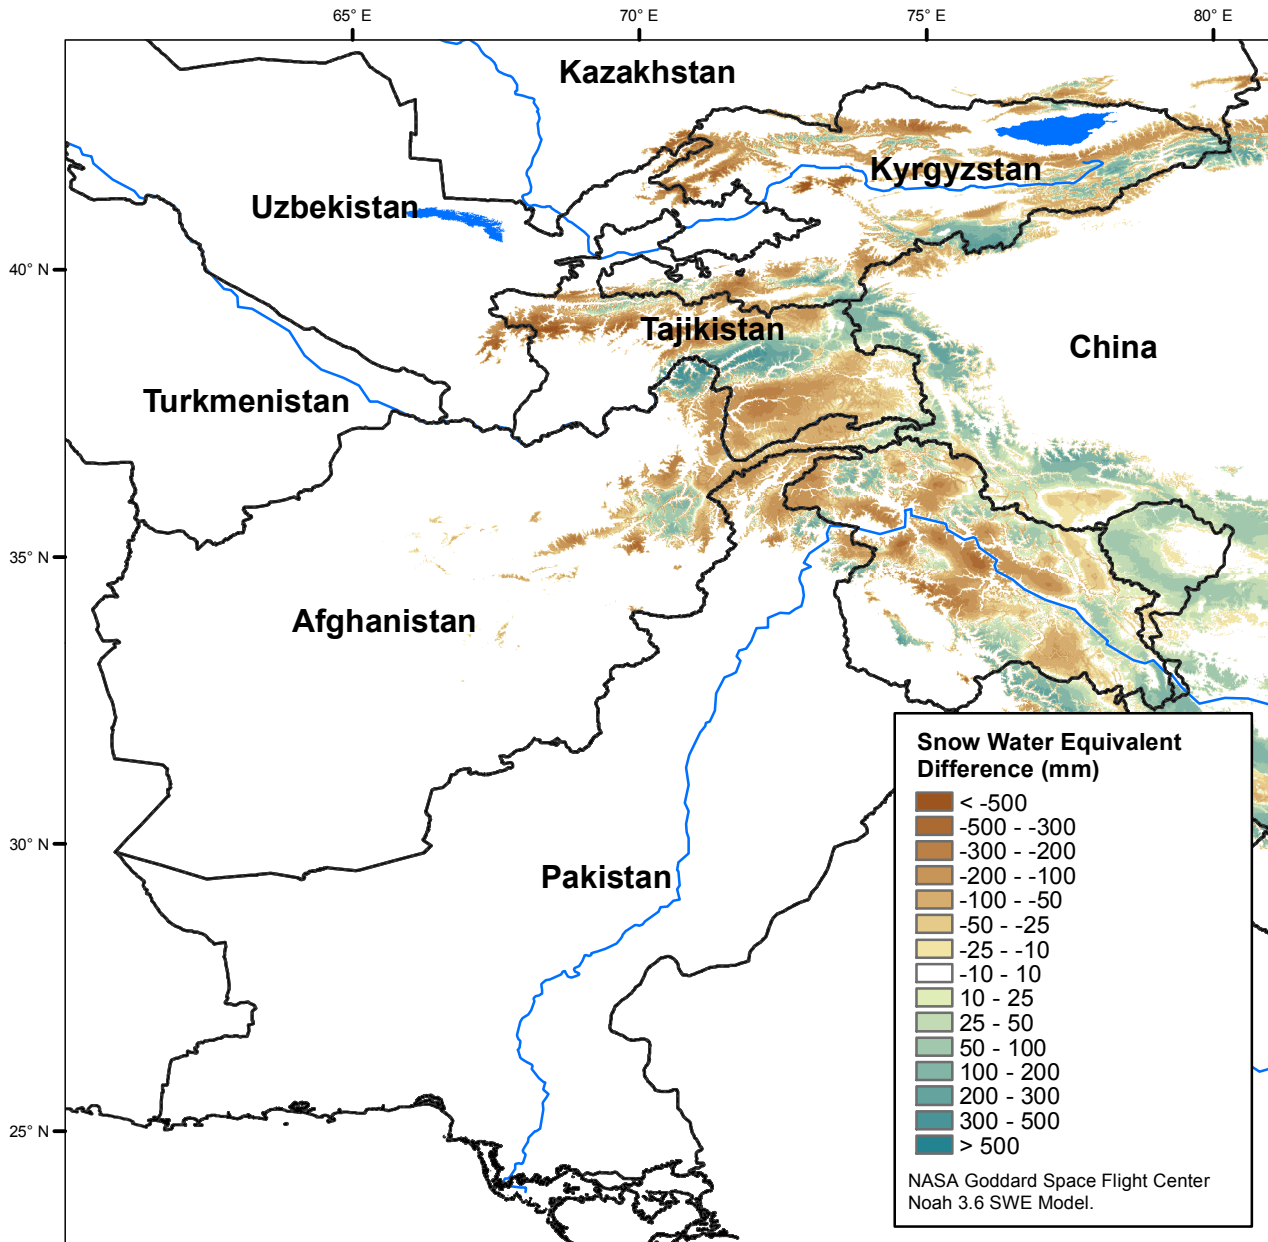 65° E
70° E
75° E
80° E
Kazakhstan
Kyrgyzstan
Uzbekistan
40° N
Tajikistan
China
Turkmenistan
35° N
Afghanistan
30° N
Pakistan
25° N
Snow Water Equivalent
Difference (mm)
< -500
-500 - -300
-300 - -200
-200 - -100
-100 - -50
-50 - -25
-25 - -10
-10 - 10
10 - 25
25 - 50
50 - 100
100 - 200
200 - 300
300 - 500
> 500
NASA Goddard Space Flight Center
Noah 3.6 SWE Model.